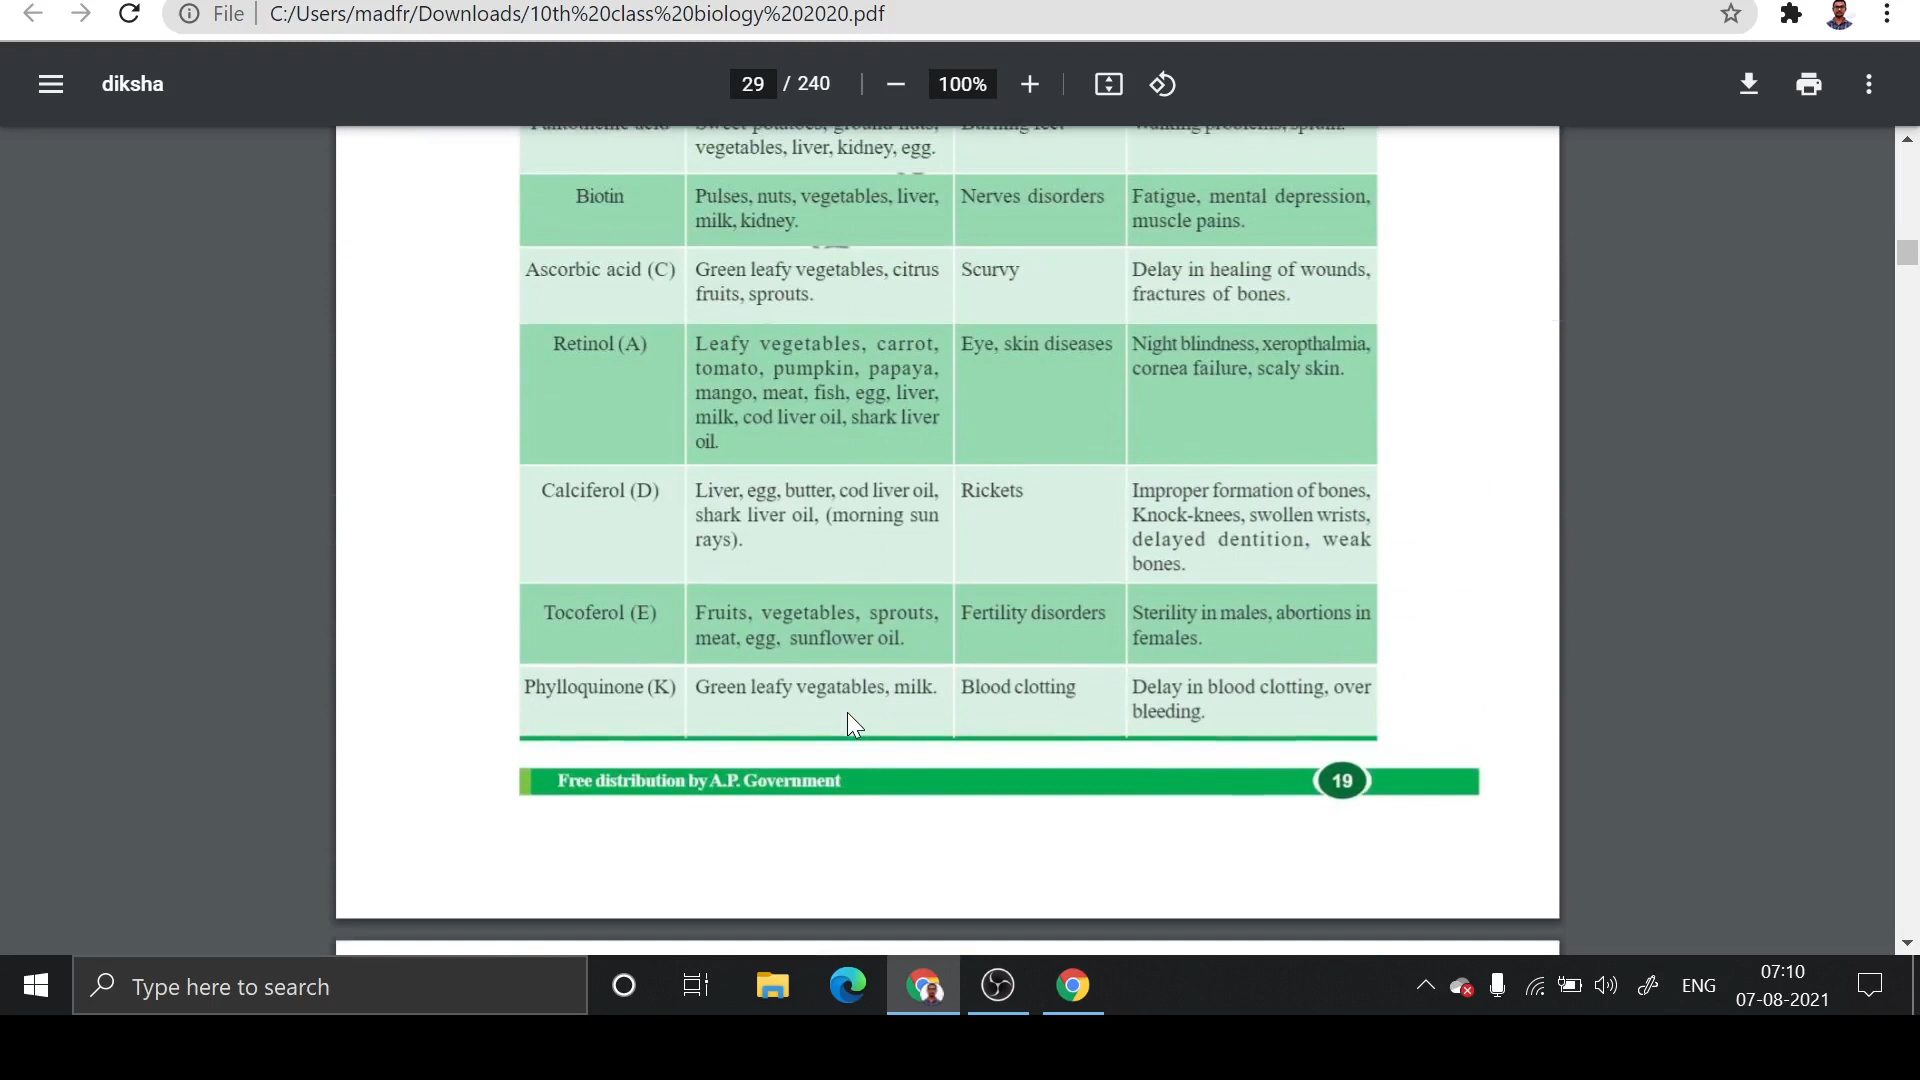 File
C:/Users/madfr/Downloads/10th%20class%20biology%202020.pdf
diksha
29 / 240
100%
vegetables, liver, kidney, egg.
Biotin
Pulses, nuts, vegetables, liver,
milk, kidney.
Nerves disorders
Fatigue, mental depression,
muscle pains.
Ascorbic acid (C)
Green leafy vegetables, citrus
fruits, sprouts.
Scurvy
Delay in healing of wounds,
fractures of bones.
Retinol (A)
Leafy vegetables, carrot,
tomato, pumpkin, papaya,
mango, meat, fish, egg, liver,
milk, cod liver oil, shark liver
oil.
Eye, skin diseases
Night blindness, xeropthalmia,
cornea failure, scaly skin.
Calciferol (D)
Liver, egg, butter, cod liver oil,
shark liver oil, (morning sun
rays).
Rickets
Improper formation of bones,
Knock-knees, swollen wrists,
delayed dentition, weak
bones.
Tocoferol (E)
Fruits, vegetables, sprouts,
meat, egg, sunflower oil.
Fertility disorders
Sterility in males, abortions in
females.
Phylloquinone (K)
Green leafy vegatables, milk.
Blood clotting
Delay in blood clotting, over
bleeding.
Free distribution by A.P. Government
19
Type here to search
ENG
07:10
07-08-2021